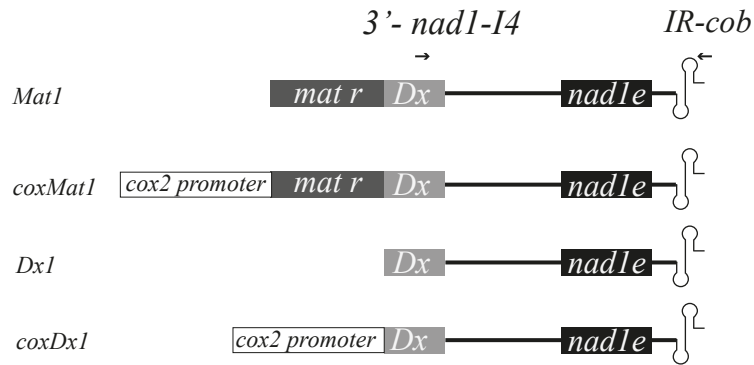 3’- nad1-I4 IR-cob
Mat1 mat r Dx nad1e
coxMat1 cox2 promoter mat r Dx nad1e
Dx1 Dx nad1e
coxDx1 cox2 promoter Dx nad1e